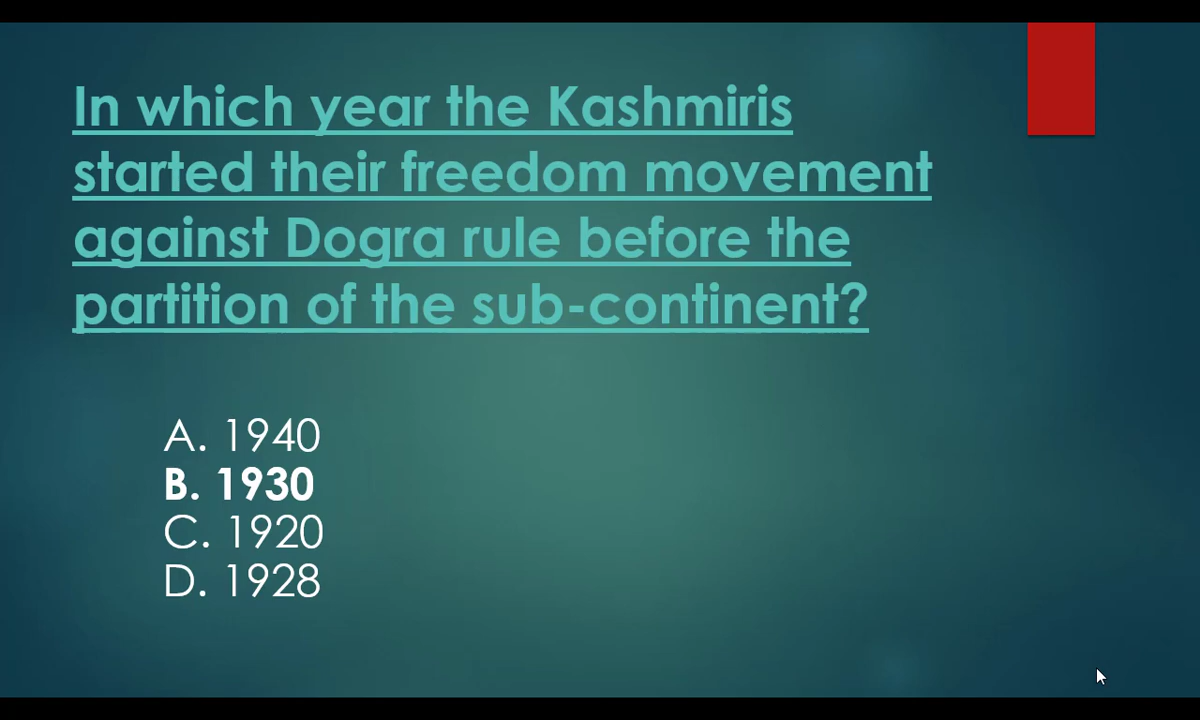 In which year the Kashmiris
started their freedom movement
against Dogra rule before the
partition of the sub-continent?
A. 1940
B. 1930
C. 1920
D. 1928